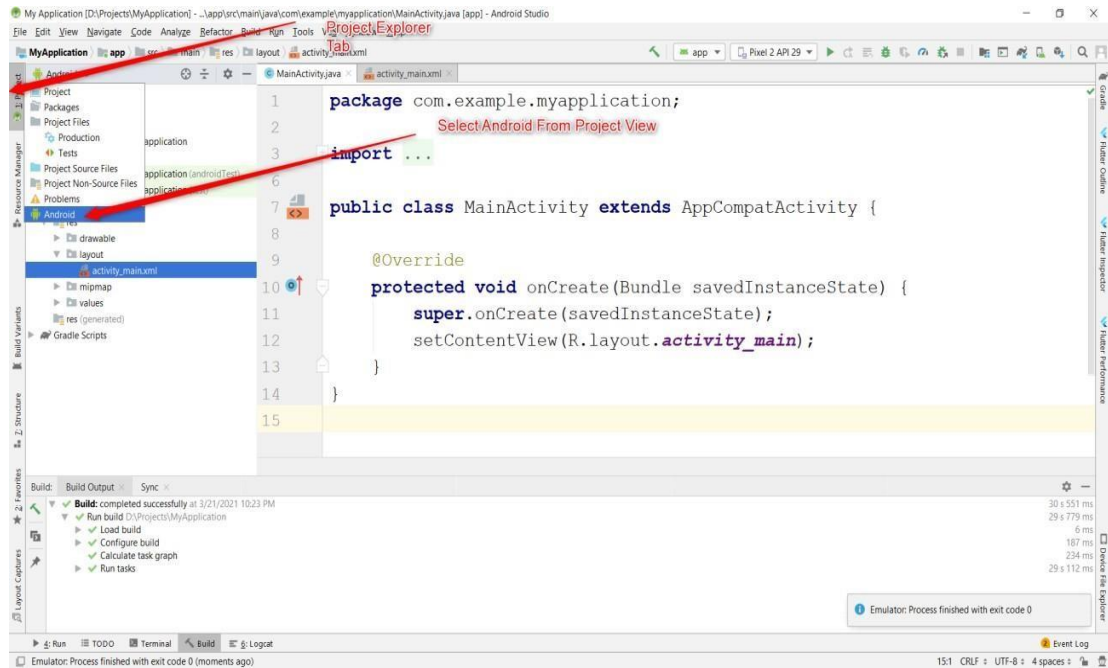 My Application [D:\Projects\MyApplication] - ...\app\src\main\java\com\example\myapplication\MainActivity.java [app] - Android Studio
File Edit View Navigate Code Analyze Refactor Build Run Tools
Project Explorer
Tab
MyApplication app src main res layout activity_main.xml
app Pixel 2 API 29
Android
MainActivity.java activity_main.xml
Project
Packages
Project Files
Production
Tests
Project Source Files
Project Non-Source Files
Problems
Android
application
application (androidTest)
application
res
drawable
layout
activity_main.xml
mipmap
values
res (generated)
Gradle Scripts
Select Android From Project View
1 package com.example.myapplication;
2
3 import ...
6
7 public class MainActivity extends AppCompatActivity {
8
9 @Override
10 protected void onCreate(Bundle savedInstanceState) {
11 super.onCreate(savedInstanceState);
12 setContentView(R.layout.activity_main);
13 }
14 }
15
1: Project
Resource Manager
Build Variants
7: Structure
2: Favorites
Layout Captures
Gradle
Flutter Outline
Flutter Inspector
Flutter Performance
Device File Explorer
Build: Build Output Sync
Build: completed successfully at 3/21/2021 10:23 PM 30 s 551 ms
Run build D:\Projects\MyApplication 29 s 779 ms
Load build 6 ms
Configure build 187 ms
Calculate task graph 234 ms
Run tasks 29 s 112 ms
Emulator: Process finished with exit code 0
4: Run TODO Terminal Build 6: Logcat 2 Event Log
Emulator: Process finished with exit code 0 (moments ago) 15:1 CRLF UTF-8 4 spaces